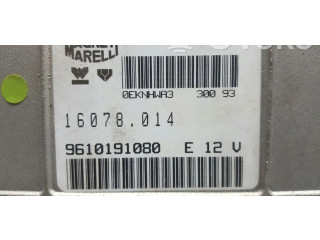 MAGNETI
MARELLI
0EKNHWA3 300 93
16078.014
9610191080 E 12 V